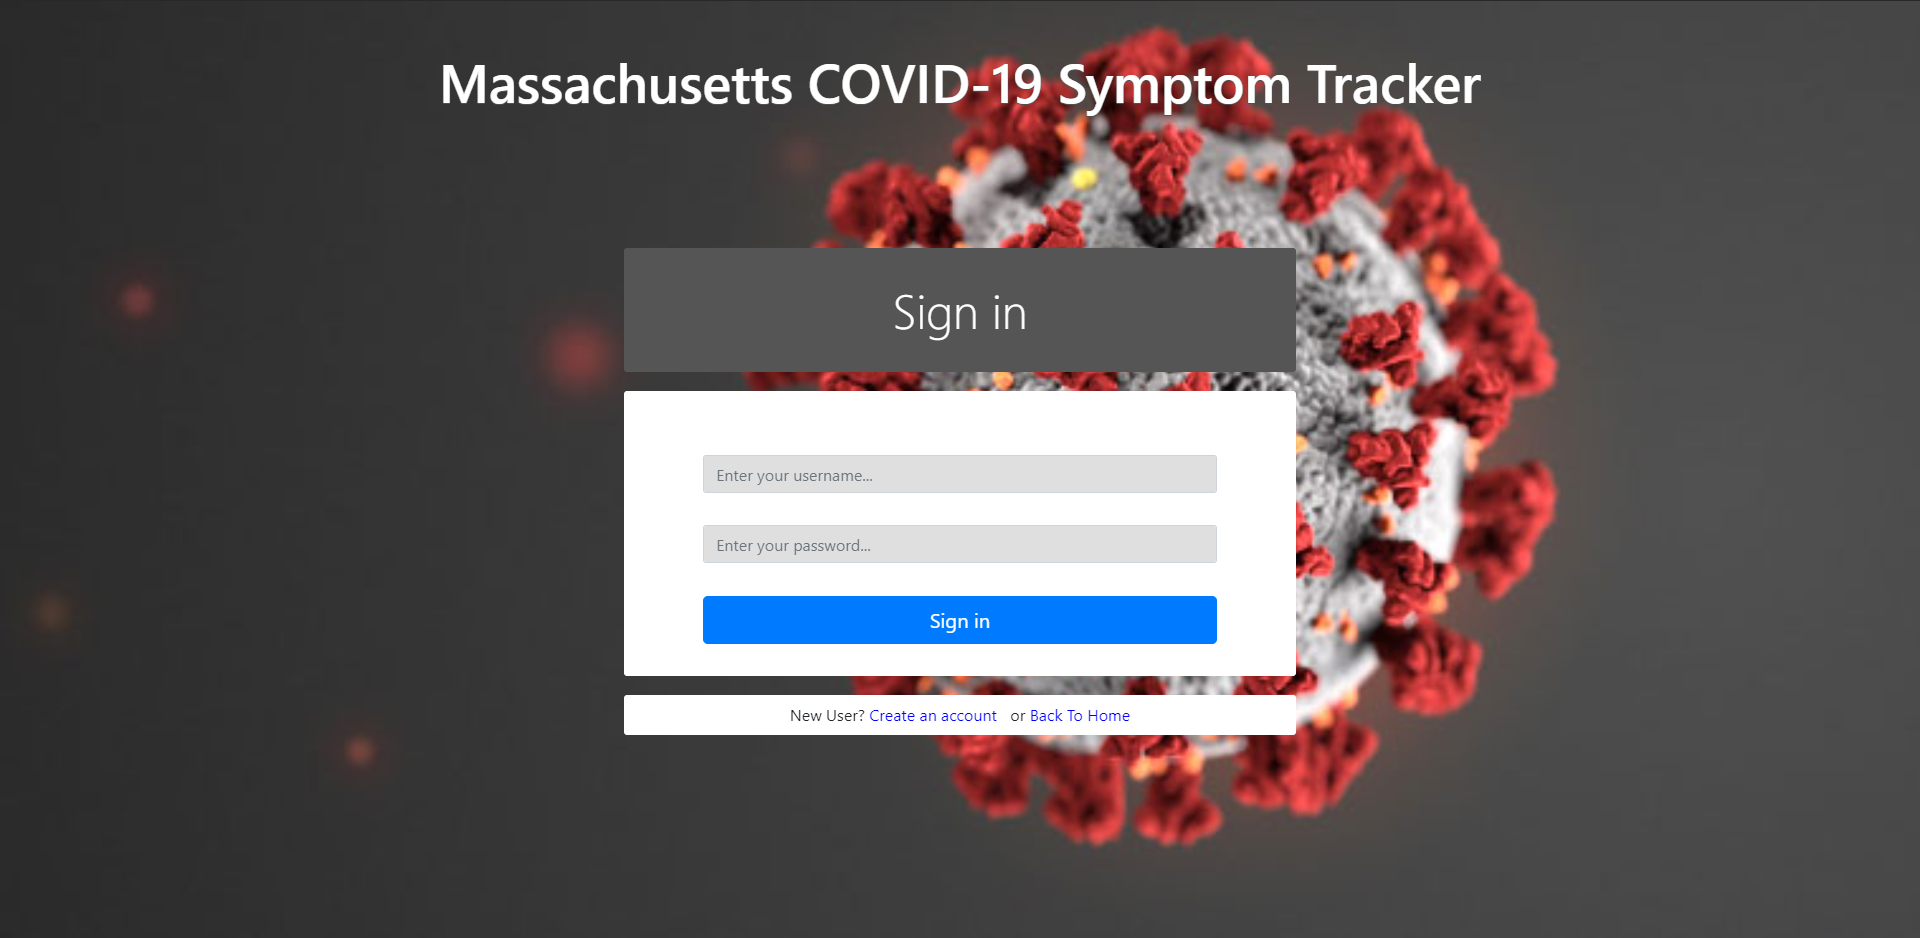 Massachusetts COVID-19 Symptom Tracker
Sign in
Enter your username...
Enter your password...
Sign in
New User? Create an account or Back To Home